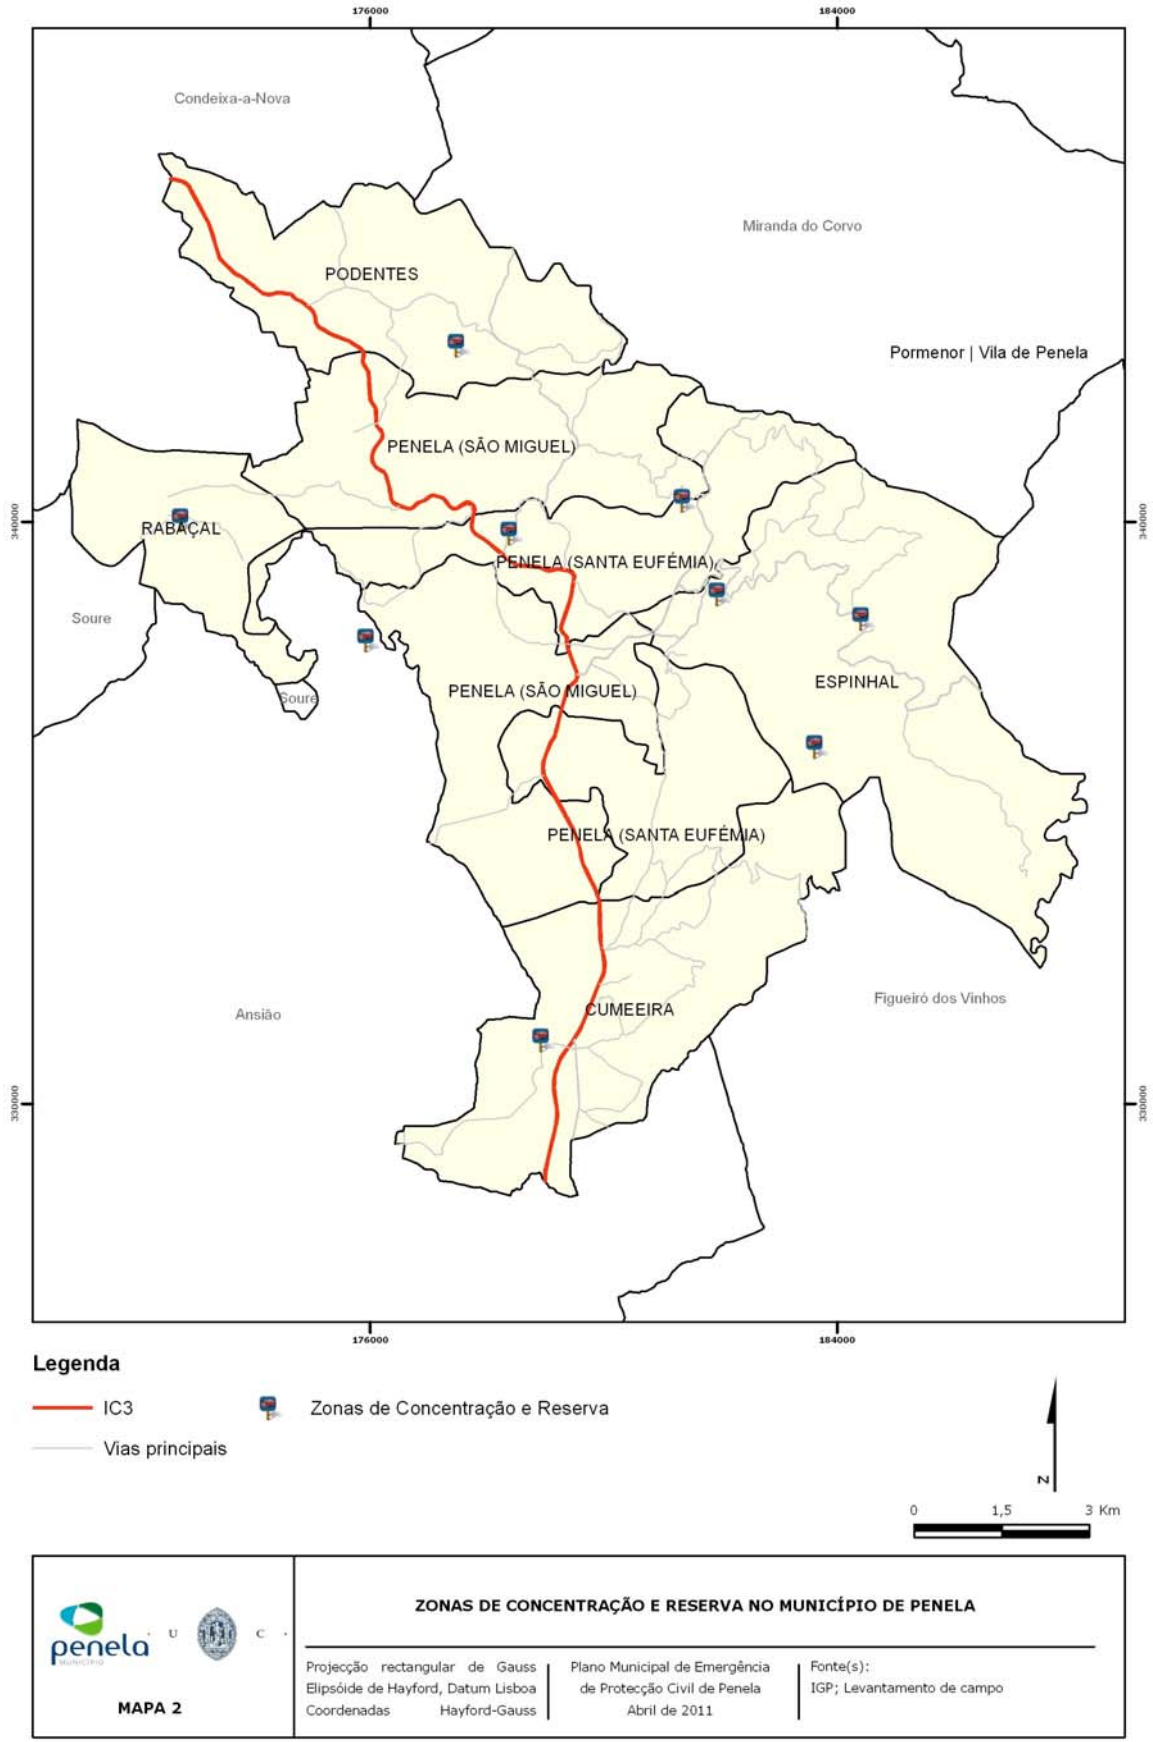 176000
184000
Condeixa-a-Nova
Miranda do Corvo
PODENTES
Pormenor | Vila de Penela
PENELA (SÃO MIGUEL)
340000
340000
RABAÇAL
PENELA (SANTA EUFÉMIA)
Soure
ESPINHAL
PENELA (SÃO MIGUEL)
Soure
PENELA (SANTA EUFÉMIA)
Figueiró dos Vinhos
Ansião
CUMEEIRA
330000
330000
176000
184000
Legenda
IC3
Zonas de Concentração e Reserva
Vias principais
N
0 1,5 3 Km
ZONAS DE CONCENTRAÇÃO E RESERVA NO MUNICÍPIO DE PENELA
penela
MUNICÍPIO
· U C ·
MAPA 2
Projecção rectangular de Gauss
Elipsóide de Hayford, Datum Lisboa
Coordenadas Hayford-Gauss
Plano Municipal de Emergência
de Protecção Civil de Penela
Abril de 2011
Fonte(s):
IGP; Levantamento de campo